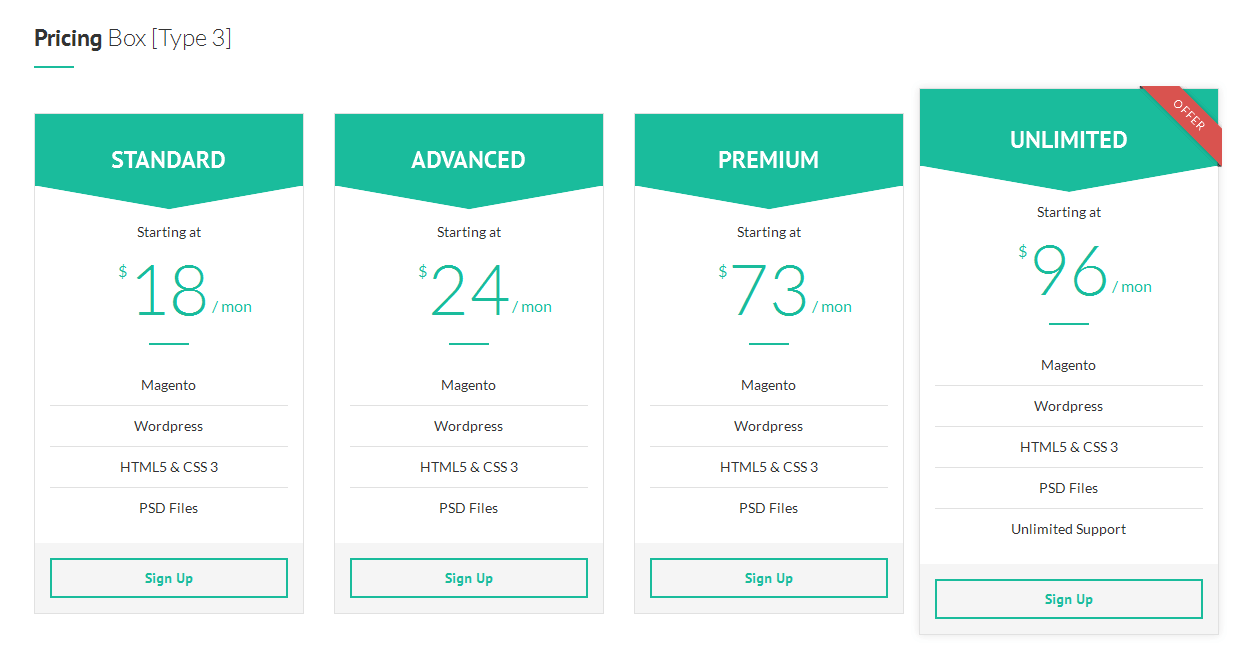 Pricing Box [Type 3]
STANDARD
Starting at
$ 18 / mon
Magento
Wordpress
HTML5 & CSS 3
PSD Files
Sign Up
ADVANCED
Starting at
$ 24 / mon
Magento
Wordpress
HTML5 & CSS 3
PSD Files
Sign Up
PREMIUM
Starting at
$ 73 / mon
Magento
Wordpress
HTML5 & CSS 3
PSD Files
Sign Up
OFFER
UNLIMITED
Starting at
$ 96 / mon
Magento
Wordpress
HTML5 & CSS 3
PSD Files
Unlimited Support
Sign Up